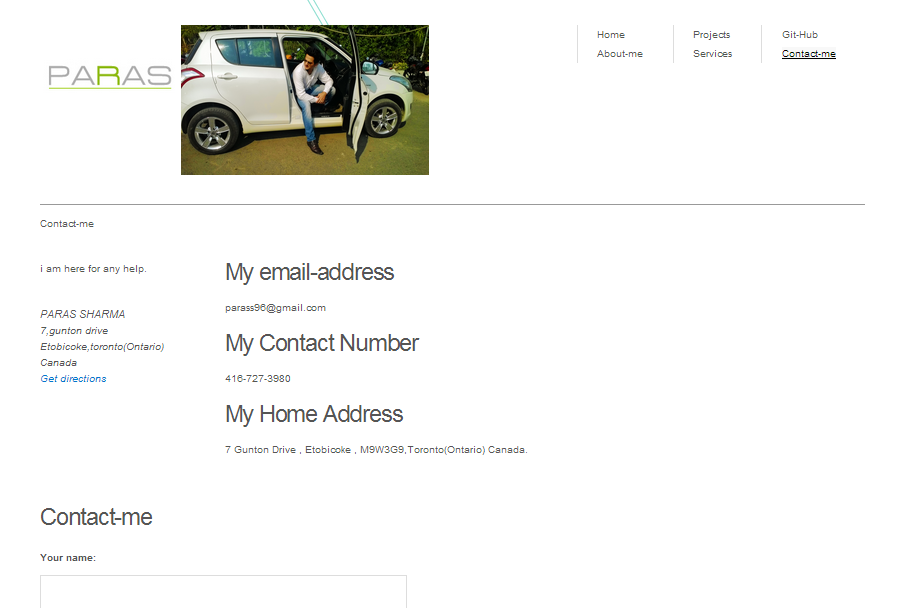 PARAS
Home
About-me
Projects
Services
Git-Hub
Contact-me
Contact-me
i am here for any help.
PARAS SHARMA
7,gunton drive
Etobicoke,toronto(Ontario)
Canada
Get directions
My email-address
parass96@gmail.com
My Contact Number
416-727-3980
My Home Address
7 Gunton Drive , Etobicoke , M9W3G9,Toronto(Ontario) Canada.
Contact-me
Your name: